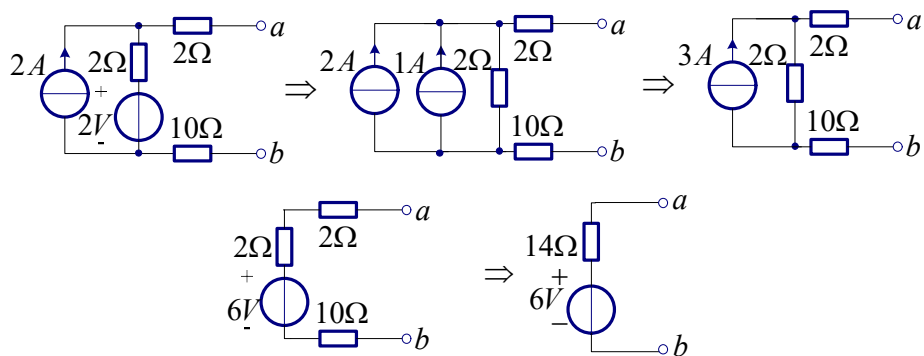 2A + 2Ω 2V - 2Ω 10Ω a b
⇒
2A 1A 2Ω 2Ω 10Ω a b
⇒
3A 2Ω 2Ω 10Ω a b
2Ω + 6V - 2Ω 10Ω a b
⇒
14Ω + 6V − a b